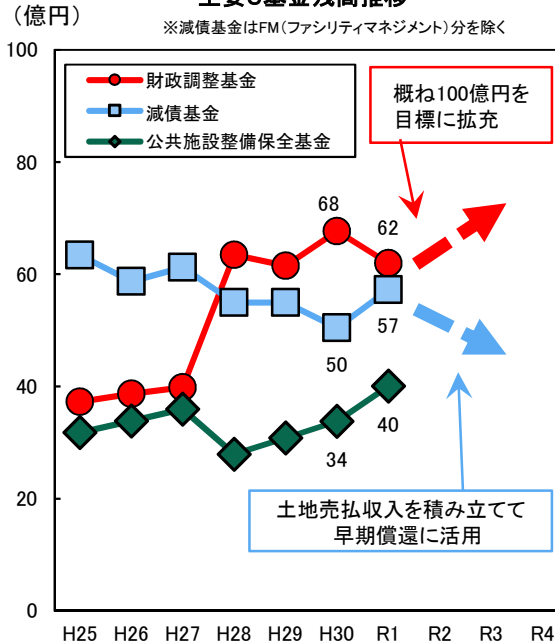 (億円)
主要3基金残高推移
※減債基金はFM(ファシリティマネジメント)分を除く
100
80
60
40
20
0
財政調整基金
減債基金
公共施設整備保全基金
概ね100億円を
目標に拡充
68
62
57
50
40
34
土地売払収入を積み立てて
早期償還に活用
H25 H26 H27 H28 H29 H30 R1 R2 R3 R4